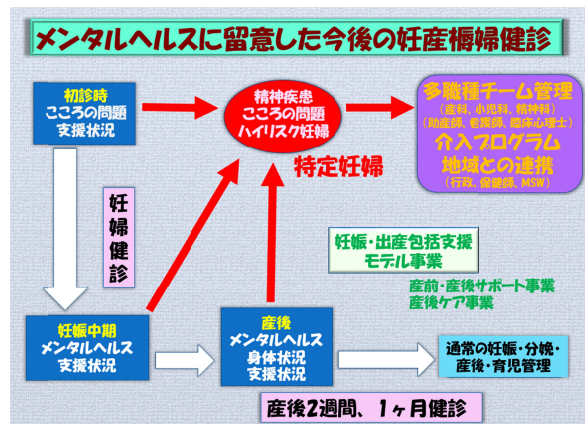 メンタルヘルスに留意した今後の妊産褥婦健診
初診時
こころの問題
支援状況
精神疾患
こころの問題
ハイリスク妊婦
特定妊婦
多職種チーム管理
(産科、小児科、精神科)
(助産師、看護師、臨床心理士)
介入プログラム
地域との連携
(行政、保健師、MSW)
妊婦健診
妊娠・出産包括支援
モデル事業
産前・産後サポート事業
産後ケア事業
妊娠中期
メンタルヘルス
支援状況
産後
メンタルヘルス
身体状況
支援状況
通常の妊娠・分娩・
産後・育児管理
産後2週間、1ヶ月健診